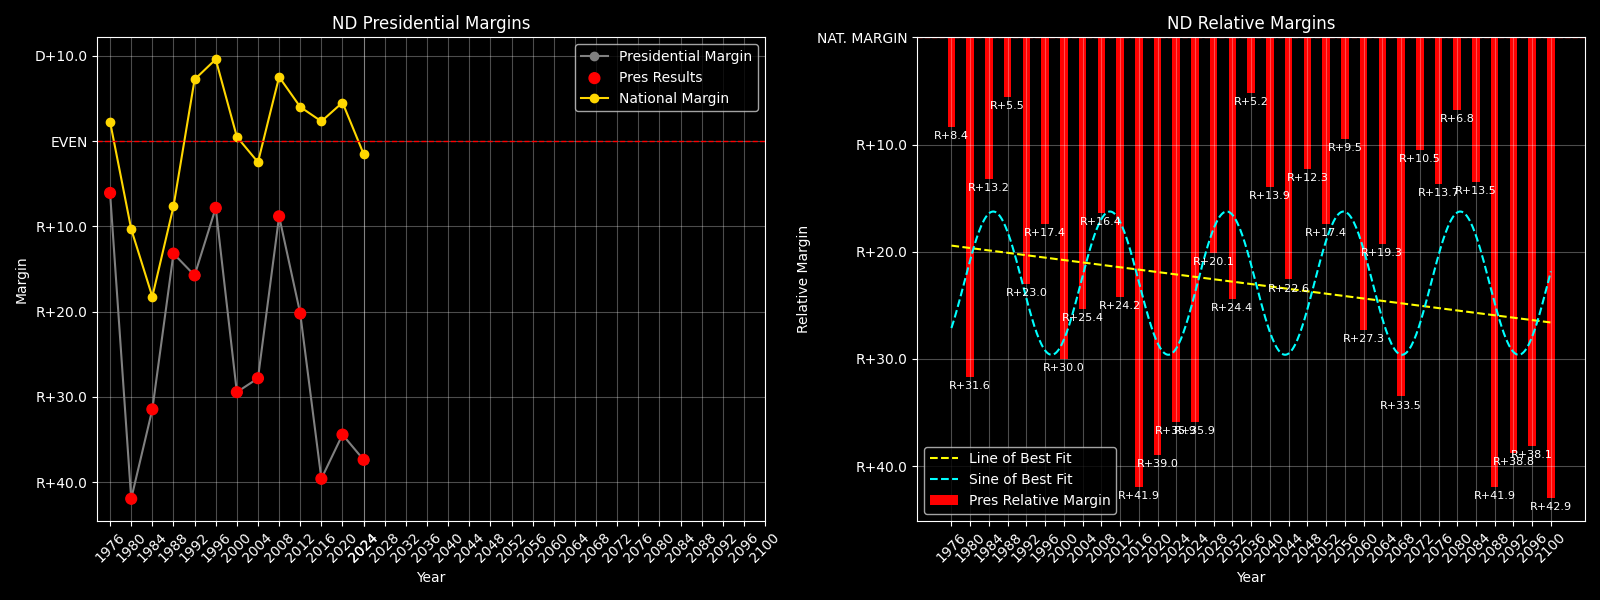 ND Presidential Margins
Margin
D+10.0
EVEN
R+10.0
R+20.0
R+30.0
R+40.0
Presidential Margin
Pres Results
National Margin
1976
1980
1984
1988
1992
1996
2000
2004
2008
2012
2016
2020
2024
2024
2028
2032
2036
2040
2044
2048
2052
2056
2060
2064
2068
2072
2076
2080
2084
2088
2092
2096
2100
Year
ND Relative Margins
Relative Margin
NAT. MARGIN
R+10.0
R+20.0
R+30.0
R+40.0
R+8.4
R+31.6
R+13.2
R+5.5
R+23.0
R+17.4
R+30.0
R+25.4
R+16.4
R+24.2
R+41.9
R+39.0
R+35.9
R+35.9
R+20.1
R+24.4
R+5.2
R+13.9
R+22.6
R+12.3
R+17.4
R+9.5
R+27.3
R+19.3
R+33.5
R+10.5
R+13.7
R+6.8
R+13.5
R+41.9
R+38.8
R+38.1
R+42.9
Line of Best Fit
Sine of Best Fit
Pres Relative Margin
1976
1980
1984
1988
1992
1996
2000
2004
2008
2012
2016
2020
2024
2024
2028
2032
2036
2040
2044
2048
2052
2056
2060
2064
2068
2072
2076
2080
2084
2088
2092
2096
2100
Year